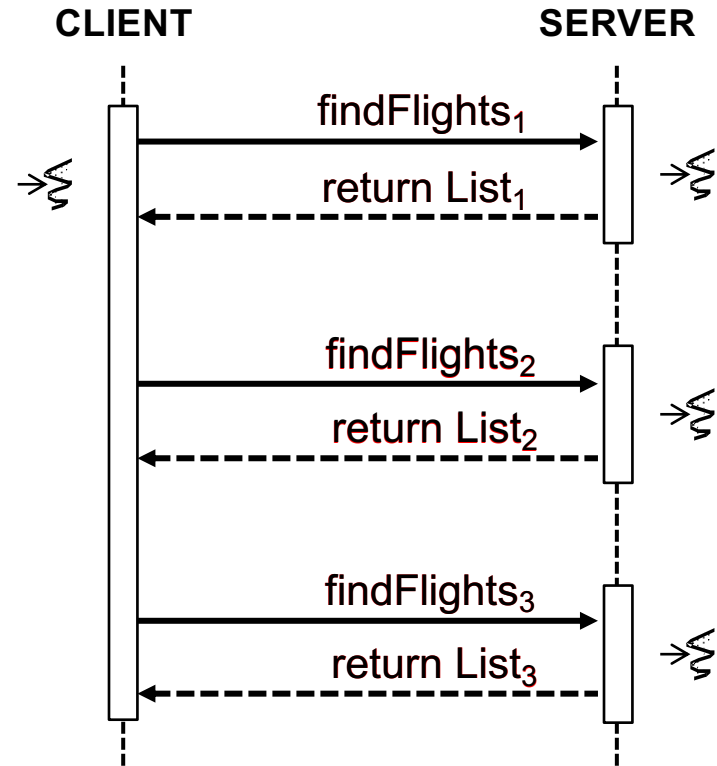 CLIENT SERVER
findFlights₁
return List₁
findFlights₂
return List₂
findFlights₃
return List₃